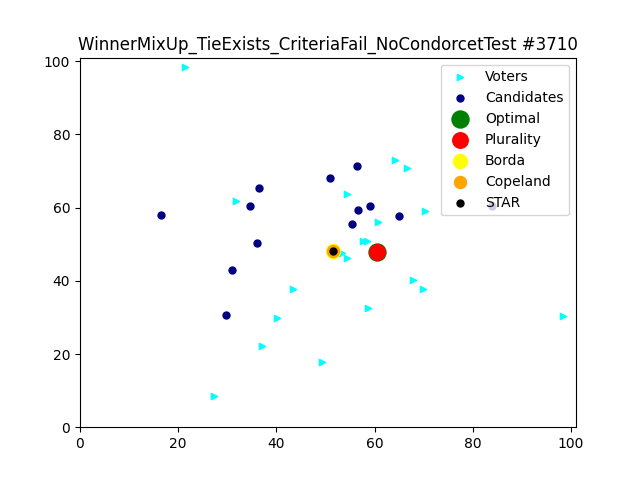 WinnerMixUp_TieExists_CriteriaFail_NoCondorcetTest #3710
100
80
60
40
20
0
Voters
Candidates
Optimal
Plurality
Borda
Copeland
STAR
0
20
40
60
80
100